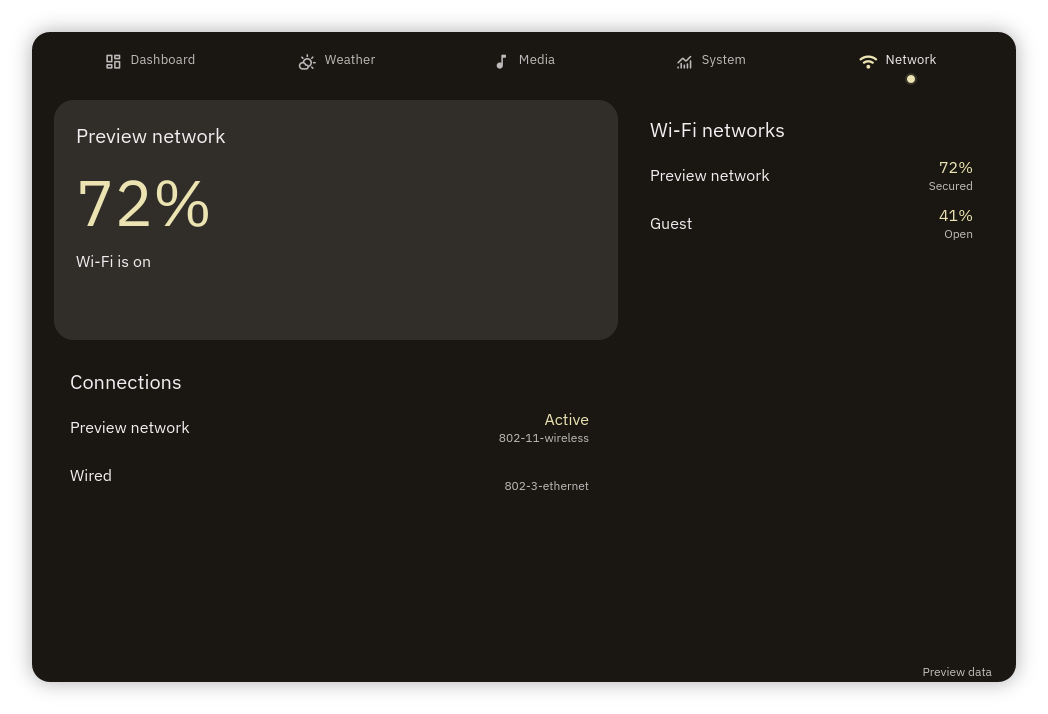 Dashboard
Weather
Media
System
Network
Preview network
72%
Wi-Fi is on
Wi-Fi networks
Preview network
72%
Secured
Guest
41%
Open
Connections
Preview network
Active
802-11-wireless
Wired
802-3-ethernet
Preview data